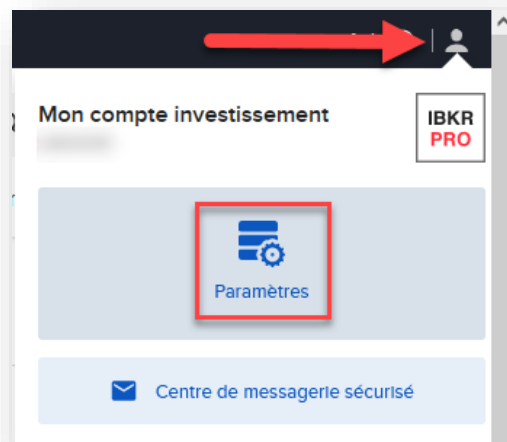 Mon compte investissement
IBKR
PRO
Paramètres
Centre de messagerie sécurisé